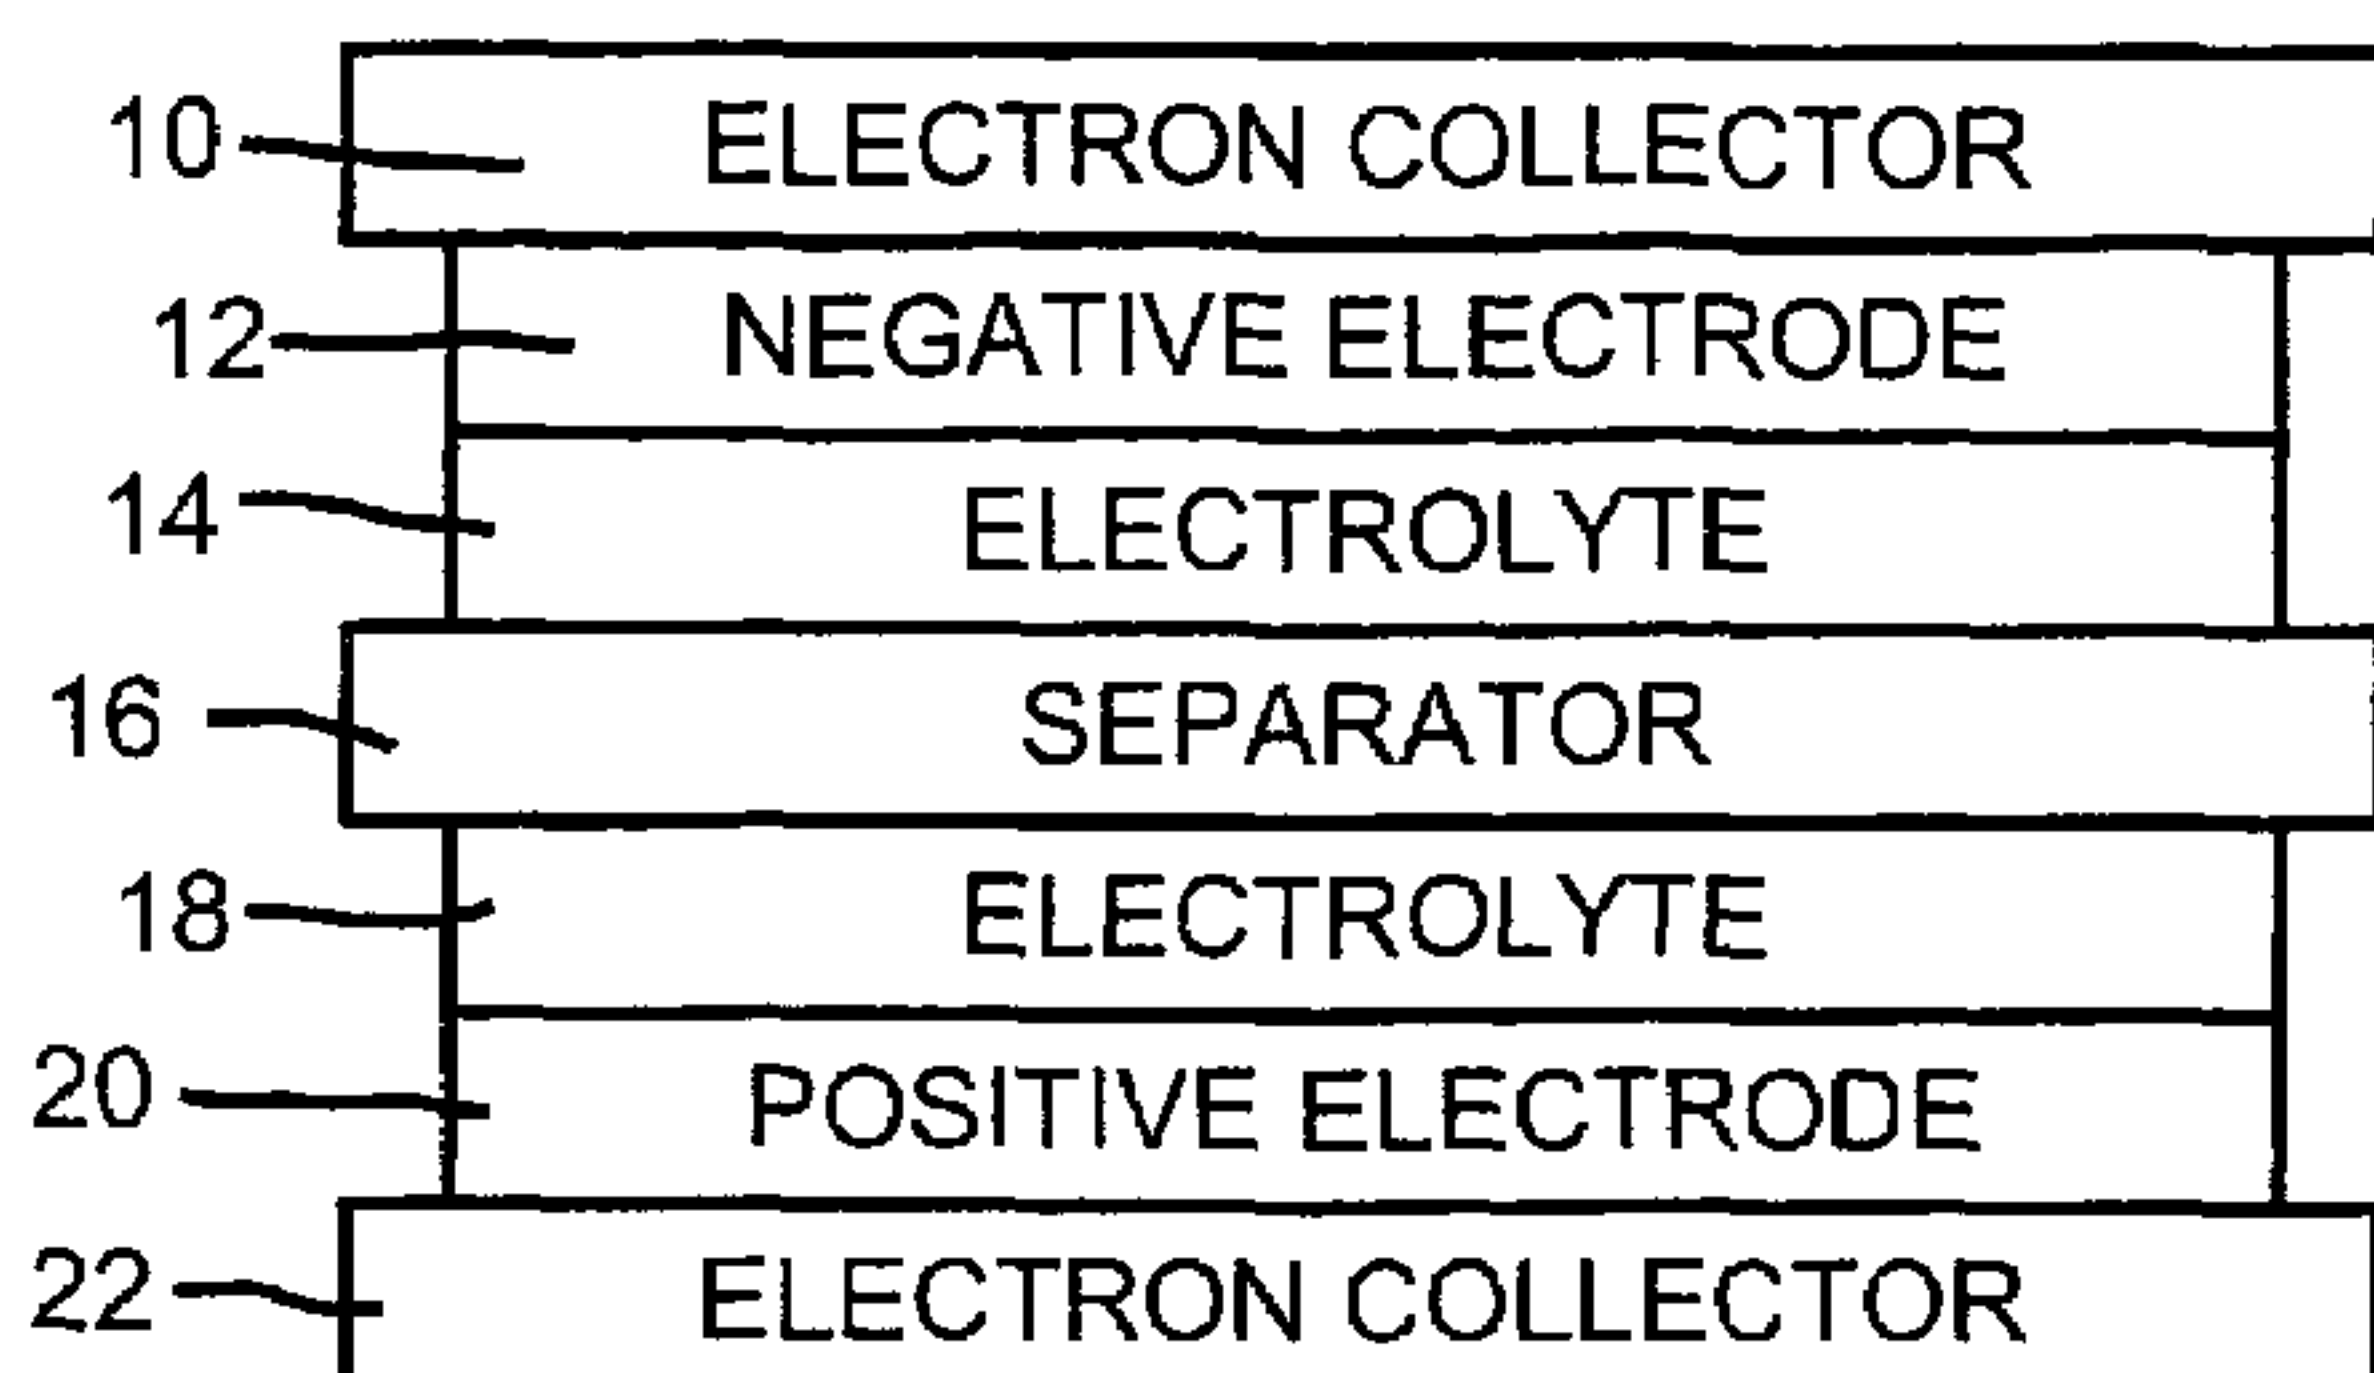 10 ELECTRON COLLECTOR
12 NEGATIVE ELECTRODE
14 ELECTROLYTE
16 SEPARATOR
18 ELECTROLYTE
20 POSITIVE ELECTRODE
22 ELECTRON COLLECTOR